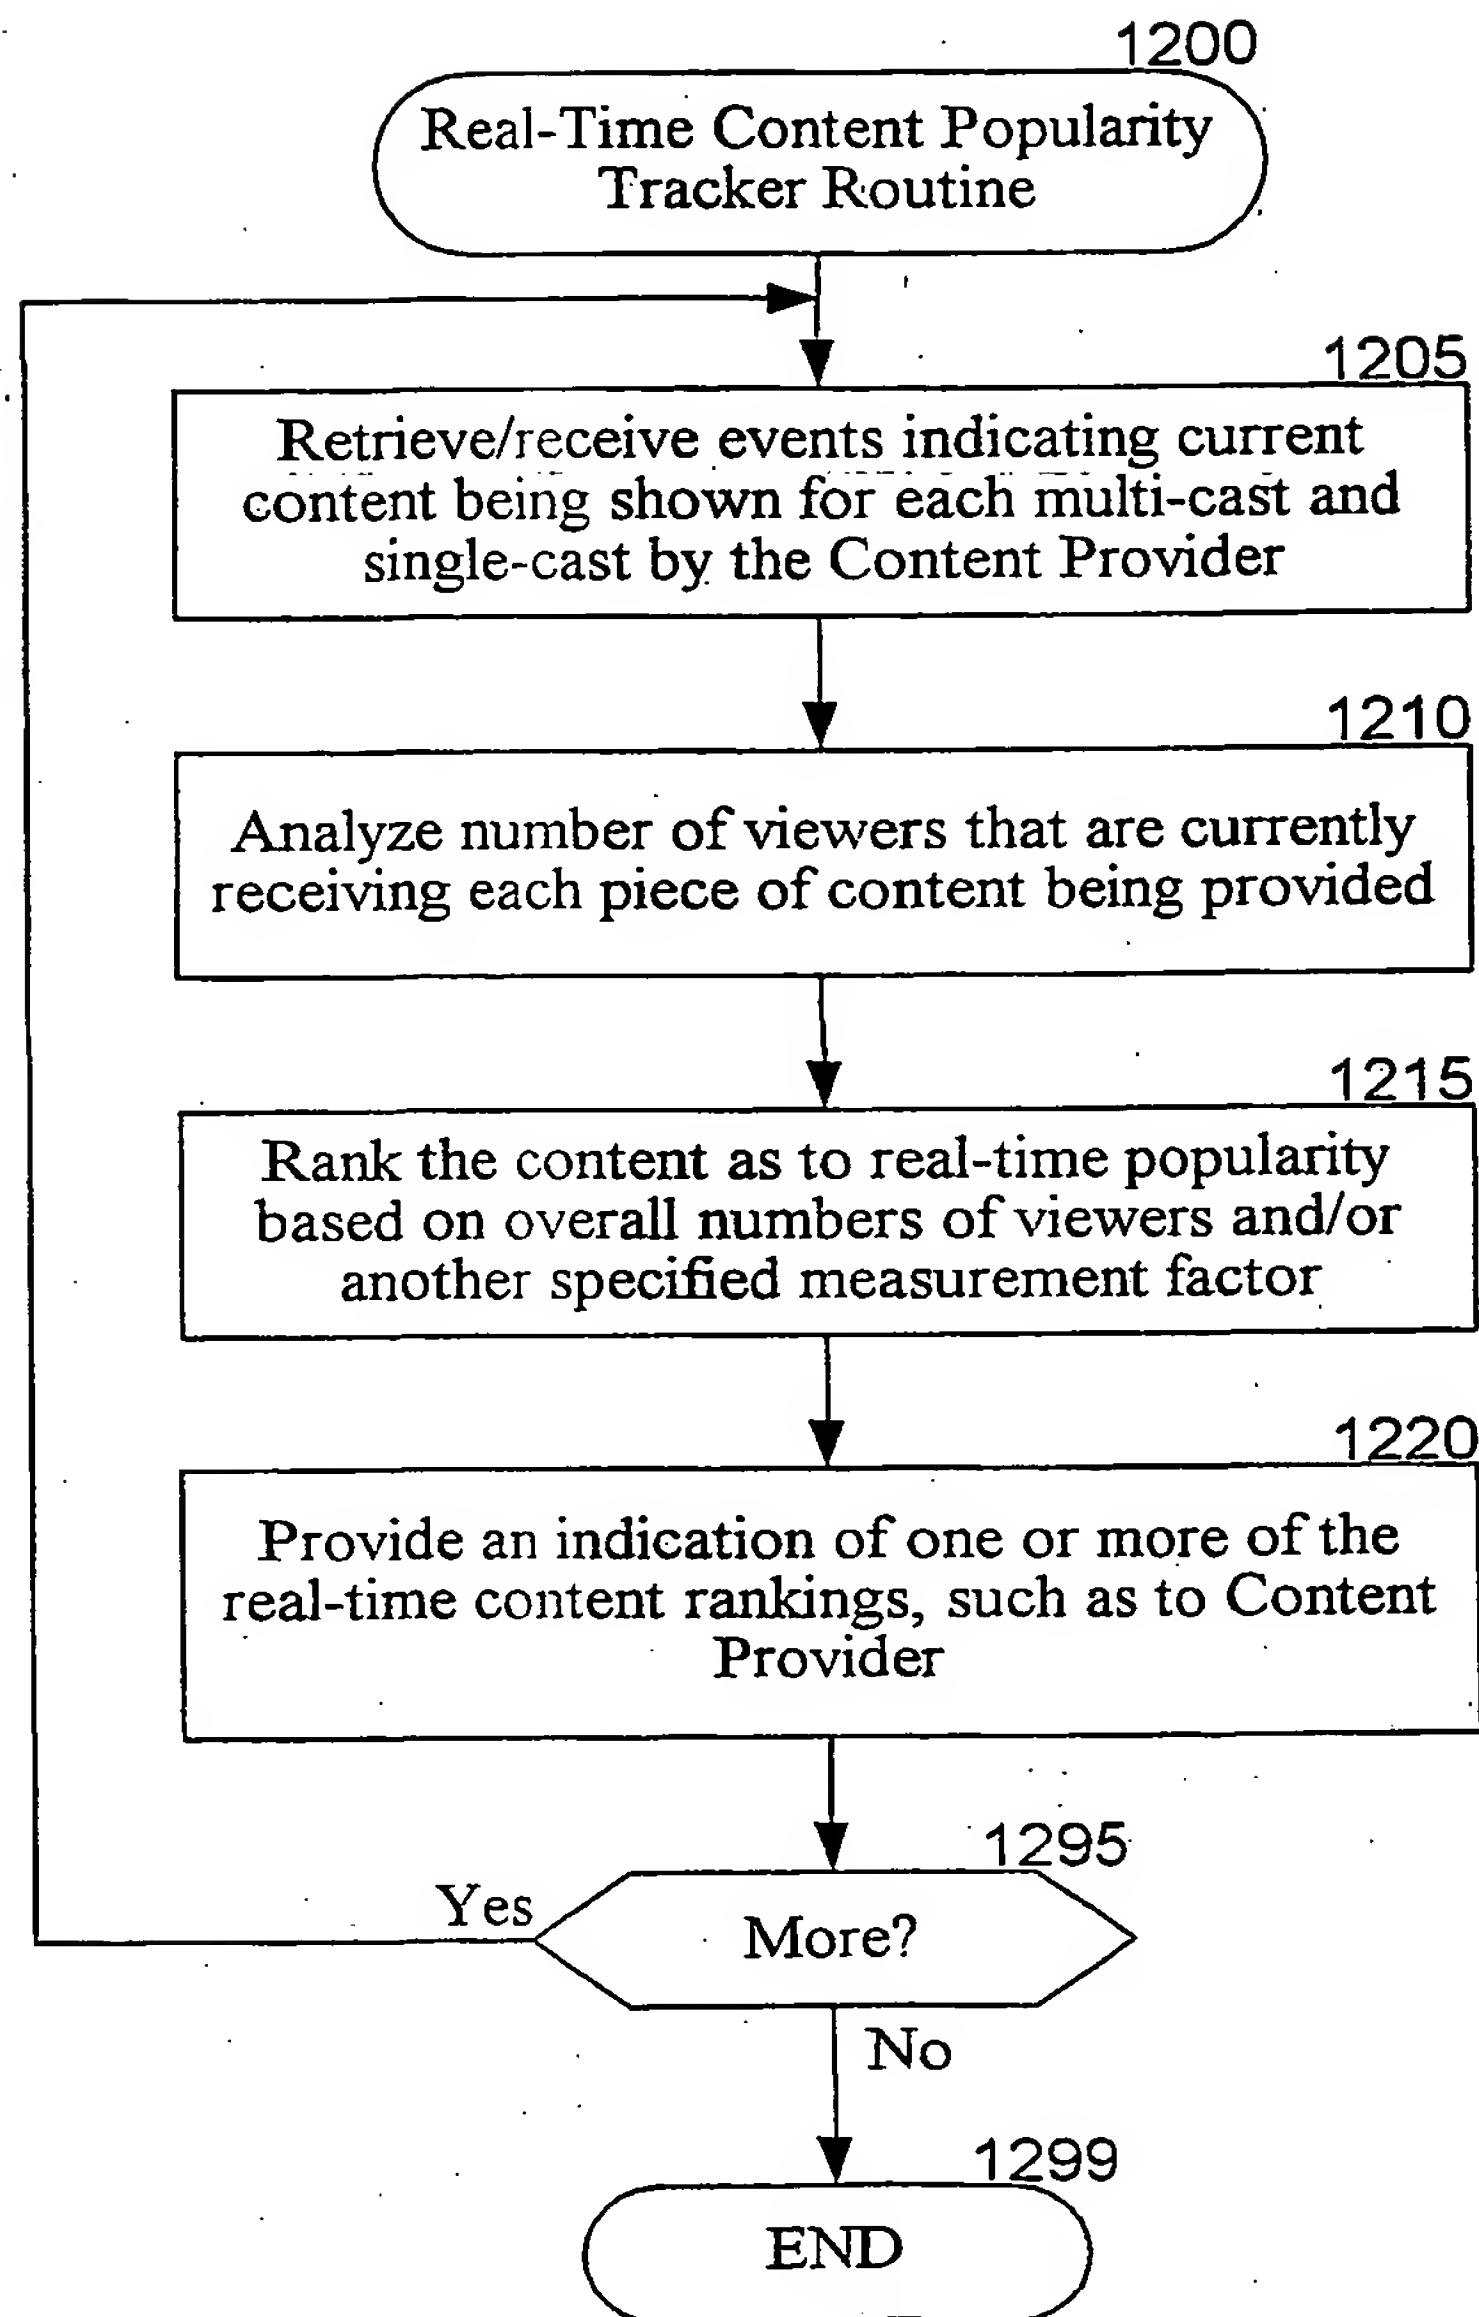 1200
Real-Time Content Popularity
Tracker Routine
1205
Retrieve/receive events indicating current
content being shown for each multi-cast and
single-cast by the Content Provider
1210
Analyze number of viewers that are currently
receiving each piece of content being provided
1215
Rank the content as to real-time popularity
based on overall numbers of viewers and/or
another specified measurement factor
1220
Provide an indication of one or more of the
real-time content rankings, such as to Content
Provider
1295
Yes
More?
No
1299
END